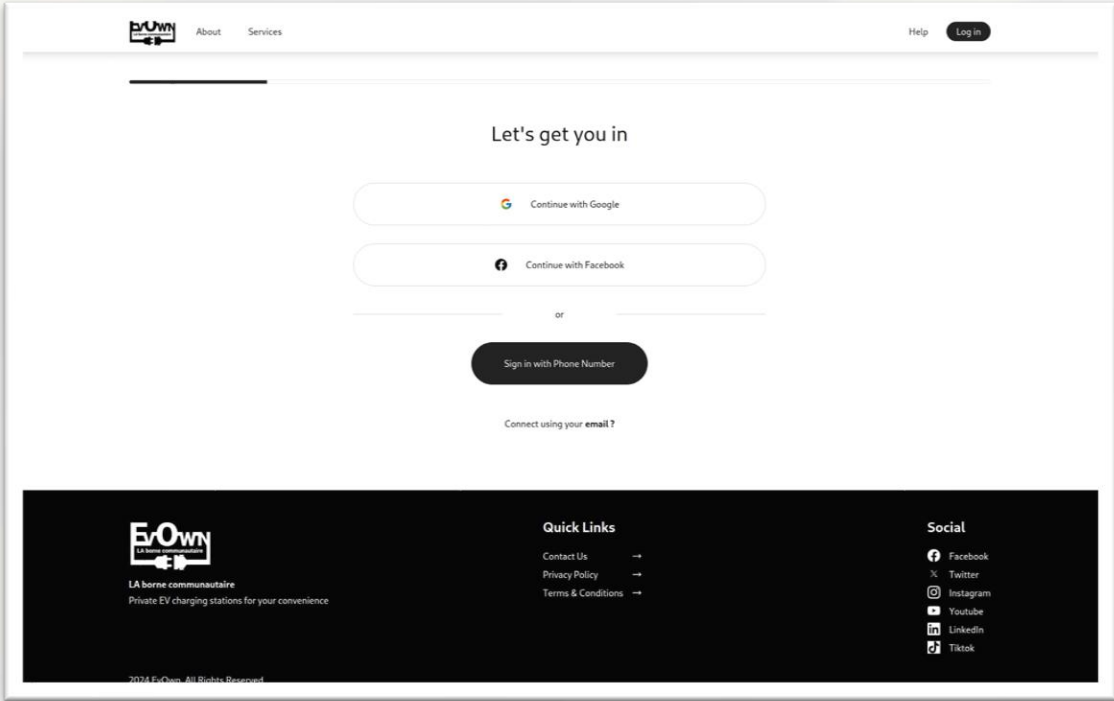 EvOwn
LA borne communautaire
About
Services
Help
Log in
Let's get you in
Continue with Google
Continue with Facebook
or
Sign in with Phone Number
Connect using your email ?
EvOwn
LA borne communautaire
LA borne communautaire
Private EV charging stations for your convenience
Quick Links
Contact Us →
Privacy Policy →
Terms & Conditions →
Social
Facebook
Twitter
Instagram
Youtube
LinkedIn
Tiktok
2024 EvOwn. All Rights Reserved